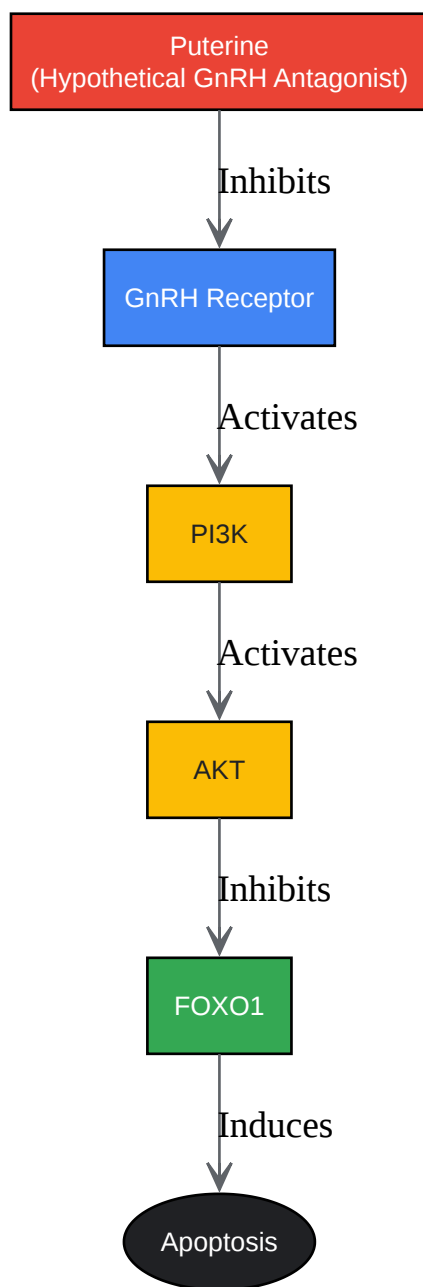 Puterine
(Hypothetical GnRH Antagonist)
Inhibits
GnRH Receptor
Activates
PI3K
Activates
AKT
Inhibits
FOXO1
Induces
Apoptosis